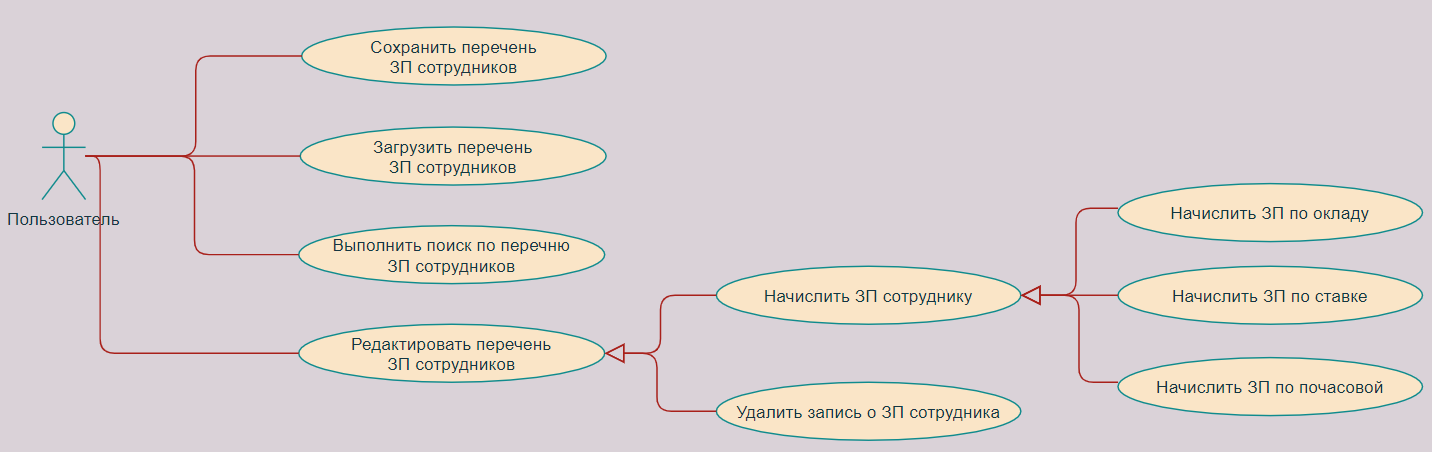 Сохранить перечень
ЗП сотрудников
Загрузить перечень
ЗП сотрудников
Пользователь
Выполнить поиск по перечню
ЗП сотрудников
Редактировать перечень
ЗП сотрудников
Начислить ЗП сотруднику
Удалить запись о ЗП сотрудника
Начислить ЗП по окладу
Начислить ЗП по ставке
Начислить ЗП по почасовой